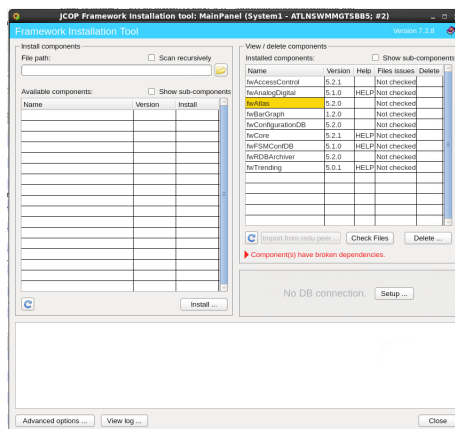 JCOP Framework Installation tool: MainPanel (System1 - ATLNSWMMGTSBB5; #2)
Framework Installation Tool
Version 7.2.8
Install components
File path:
Scan recursively
Available components:
Show sub-components
Name Version Install
Install ...
View / delete components
Installed components:
Show sub-components
Name Version Help Files issues Delete
fwAccessControl 5.2.1 Not checked
fwAnalogDigital 5.1.0 HELP Not checked
fwAtlas 5.2.0 Not checked
fwBarGraph 1.2.0 Not checked
fwConfigurationDB 5.2.0 Not checked
fwCore 5.2.1 HELP Not checked
fwFSMConfDB 5.1.0 HELP Not checked
fwRDBArchiver 5.2.0 Not checked
fwTrending 5.0.1 HELP Not checked
Import from redu peer ...
Check Files
Delete ...
Component(s) have broken dependencies.
No DB connection.
Setup ...
Advanced options ...
View log ...
Close